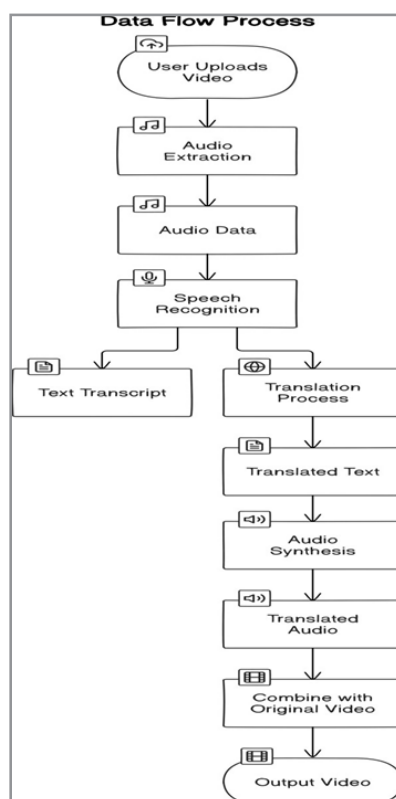 Data Flow Process
User Uploads
Video
Audio
Extraction
Audio Data
Speech
Recognition
Text Transcript
Translation
Process
Translated Text
Audio
Synthesis
Translated
Audio
Combine with
Original Video
Output Video